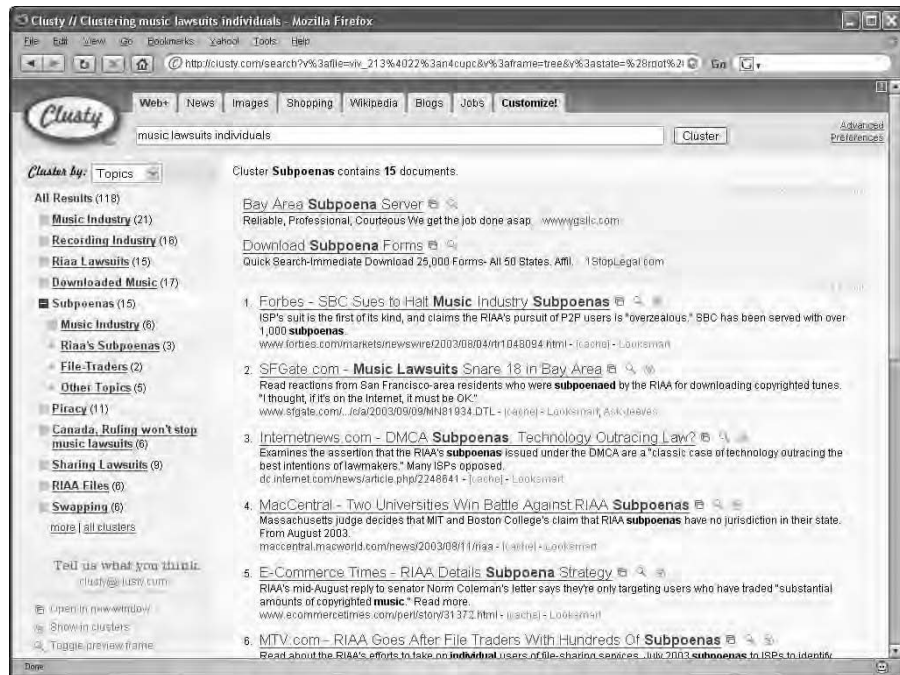 Clusty // Clustering music lawsuits individuals - Mozilla Firefox
File Edit View Go Bookmarks Yahoo! Tools Help
http://clusty.com/search?v%3afile=viv_213%4022%3an4cupc&v%3aframe=tree&v%3astate=%28root%2 Go
Clusty
Web+ News Images Shopping Wikipedia Blogs Jobs Customize!
music lawsuits individuals Cluster
Advanced
Preferences
Cluster by: Topics
All Results (118)
Music Industry (21)
Recording Industry (16)
Riaa Lawsuits (15)
Downloaded Music (17)
Subpoenas (15)
Music Industry (6)
Riaa's Subpoenas (3)
File-Traders (2)
Other Topics (5)
Piracy (11)
Canada, Ruling won't stop
music lawsuits (6)
Sharing Lawsuits (9)
RIAA Files (6)
Swapping (6)
more | all clusters
Tell us what you think.
Open in new window
Show in clusters
Toggle preview frame
Cluster Subpoenas contains 15 documents.
Bay Area Subpoena Server
Reliable, Professional, Courteous We get the job done asap.
Download Subpoena Forms
Quick Search-Immediate Download 25,000 Forms- All 50 States. Affil. 1StopLegal.com
1. Forbes - SBC Sues to Halt Music Industry Subpoenas
ISP's suit is the first of its kind, and claims the RIAA's pursuit of P2P users is "overzealous." SBC has been served with over
1,000 subpoenas.
www.forbes.com/markets/newswire/2003/08/04/rtr1048094.html - [cache] - Looksmart
2. SFGate.com - Music Lawsuits Snare 18 in Bay Area
Read reactions from San Francisco-area residents who were subpoenaed by the RIAA for downloading copyrighted tunes.
"I thought, if it's on the Internet, it must be OK."
www.sfgate.com/.../c/a/2003/09/09/MN81934.DTL - [cache] - Looksmart, Ask Jeeves
3. Internetnews.com - DMCA Subpoenas: Technology Outracing Law?
Examines the assertion that the RIAA's subpoenas issued under the DMCA are a "classic case of technology outracing the
best intentions of lawmakers." Many ISPs opposed.
dc.internet.com/news/article.php/2248641 - [cache] - Looksmart
4. MacCentral - Two Universities Win Battle Against RIAA Subpoenas
Massachusetts judge decides that MIT and Boston College's claim that RIAA subpoenas have no jurisdiction in their state.
From August 2003.
maccentral.macworld.com/news/2003/08/11/riaa - [cache] - Looksmart
5. E-Commerce Times - RIAA Details Subpoena Strategy
RIAA's mid-August reply to senator Norm Coleman's letter says they're only targeting users who have traded "substantial
amounts of copyrighted music." Read more.
www.ecommercetimes.com/perl/story/31372.html - [cache] - Looksmart
6. MTV.com - RIAA Goes After File Traders With Hundreds Of Subpoenas
Read about the RIAA's efforts to take on individual users of file-sharing services. July 2003 subpoenas to ISPs to identify
Done